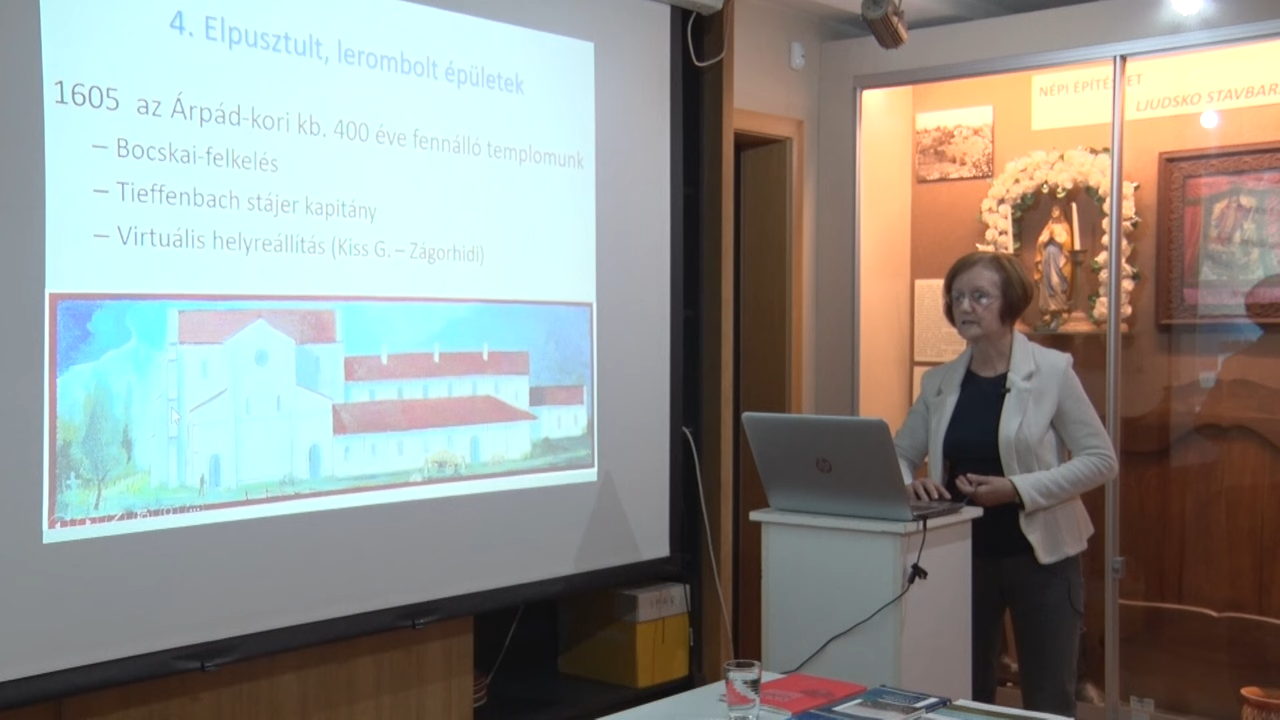 4. Elpusztult, lerombolt épületek
1605 az Árpád-kori kb. 400 éve fennálló templomunk
– Bocskai-felkelés
– Tieffenbach stájer kapitány
– Virtuális helyreállítás (Kiss G. – Zágorhidi)
NÉPI ÉPÍTÉSZET
LJUDSKO STAVBAR
hp